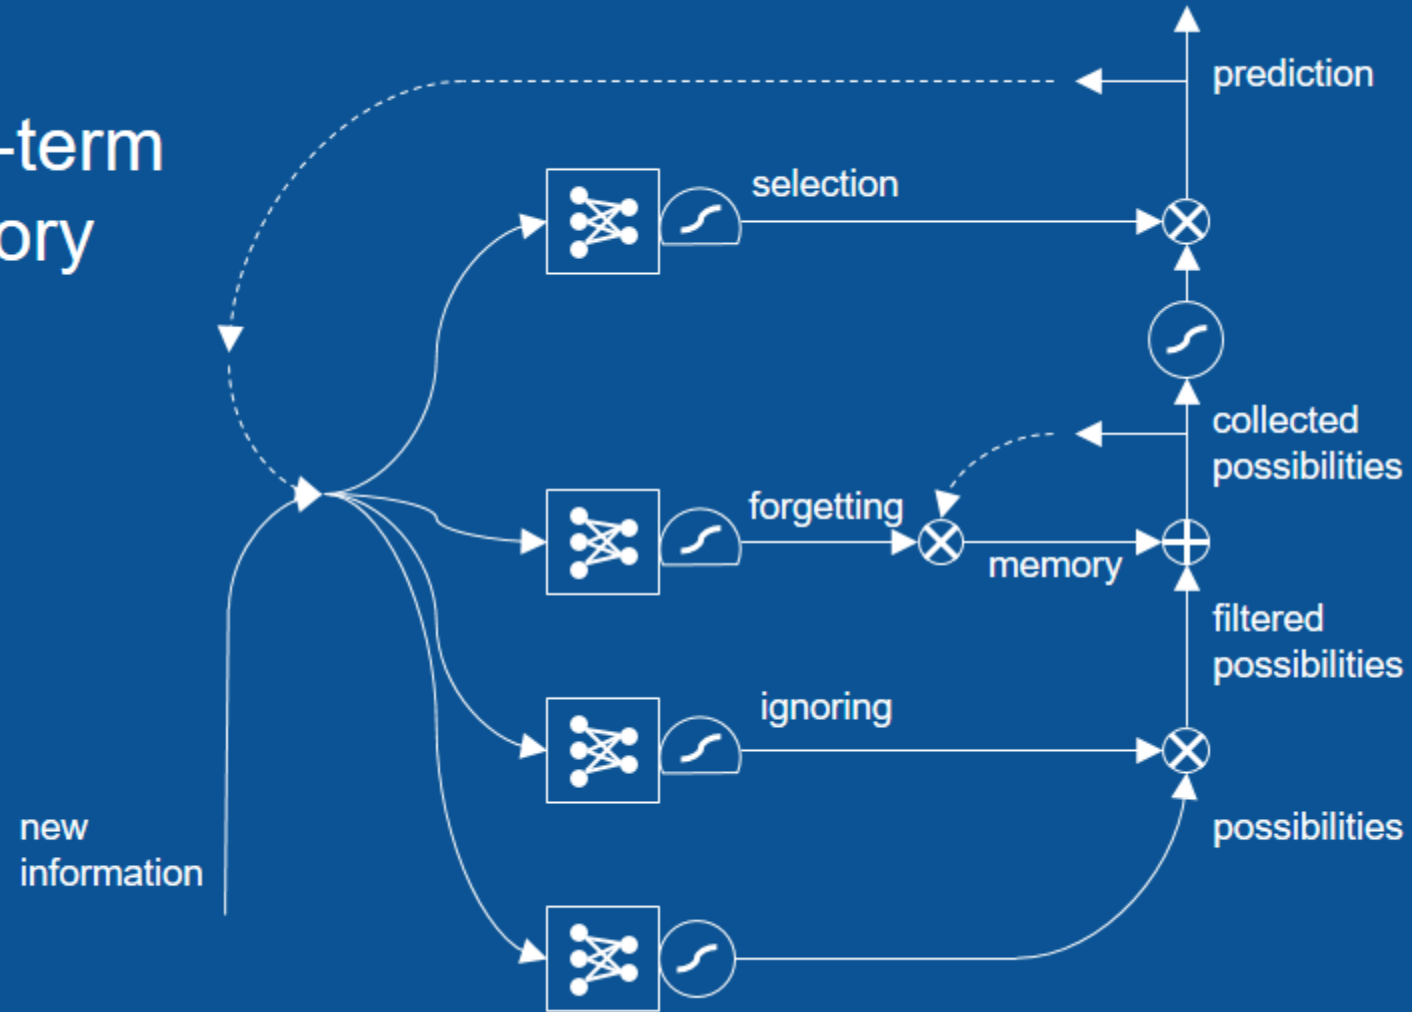 -term
ory
prediction
selection
collected
possibilities
forgetting
memory
filtered
possibilities
ignoring
new
information
possibilities